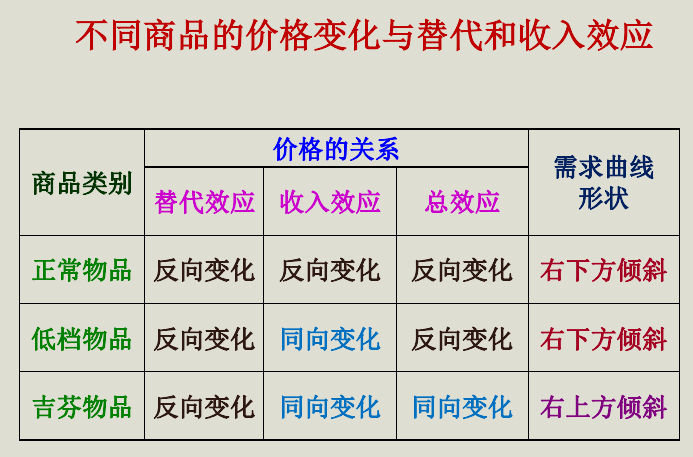 不同商品的价格变化与替代和收入效应
商品类别 价格的关系 需求曲线
形状
替代效应 收入效应 总效应
正常物品 反向变化 反向变化 反向变化 右下方倾斜
低档物品 反向变化 同向变化 反向变化 右下方倾斜
吉芬物品 反向变化 同向变化 同向变化 右上方倾斜